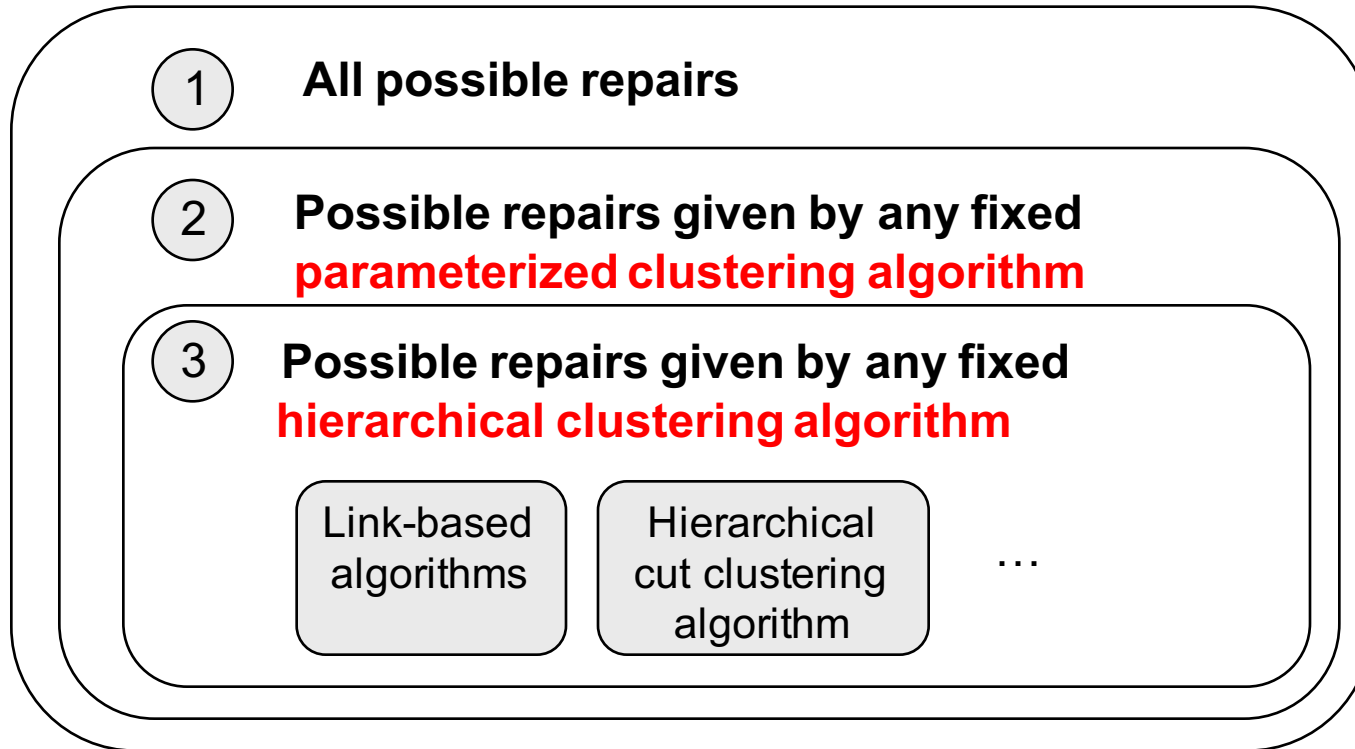 1 All possible repairs
2 Possible repairs given by any fixed
parameterized clustering algorithm
3 Possible repairs given by any fixed
hierarchical clustering algorithm
Link-based
algorithms
Hierarchical
cut clustering
algorithm
...